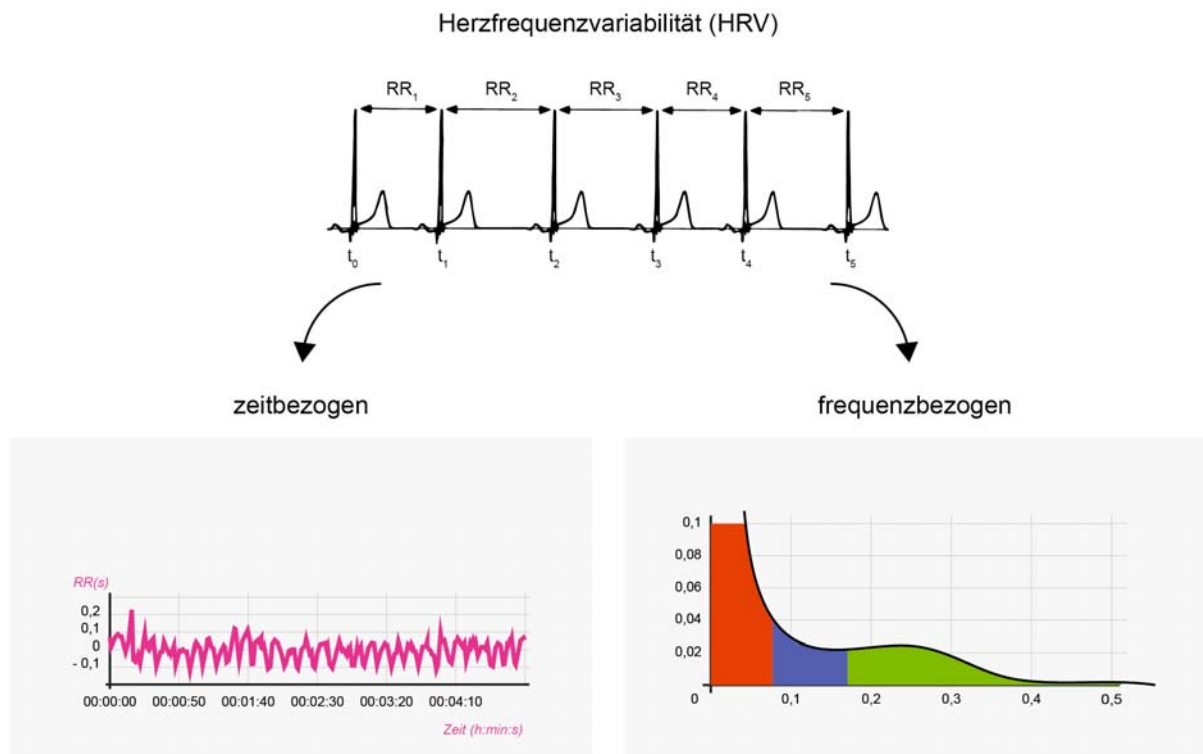 Herzfrequenzvariabilität (HRV)
RR₁ RR₂ RR₃ RR₄ RR₅
t₀ t₁ t₂ t₃ t₄ t₅
zeitbezogen
RR(s)
0,2
0,1
0
- 0,1
00:00:00 00:00:50 00:01:40 00:02:30 00:03:20 00:04:10
Zeit (h:min:s)
frequenzbezogen
0,1
0,08
0,06
0,04
0,02
0 0,1 0,2 0,3 0,4 0,5